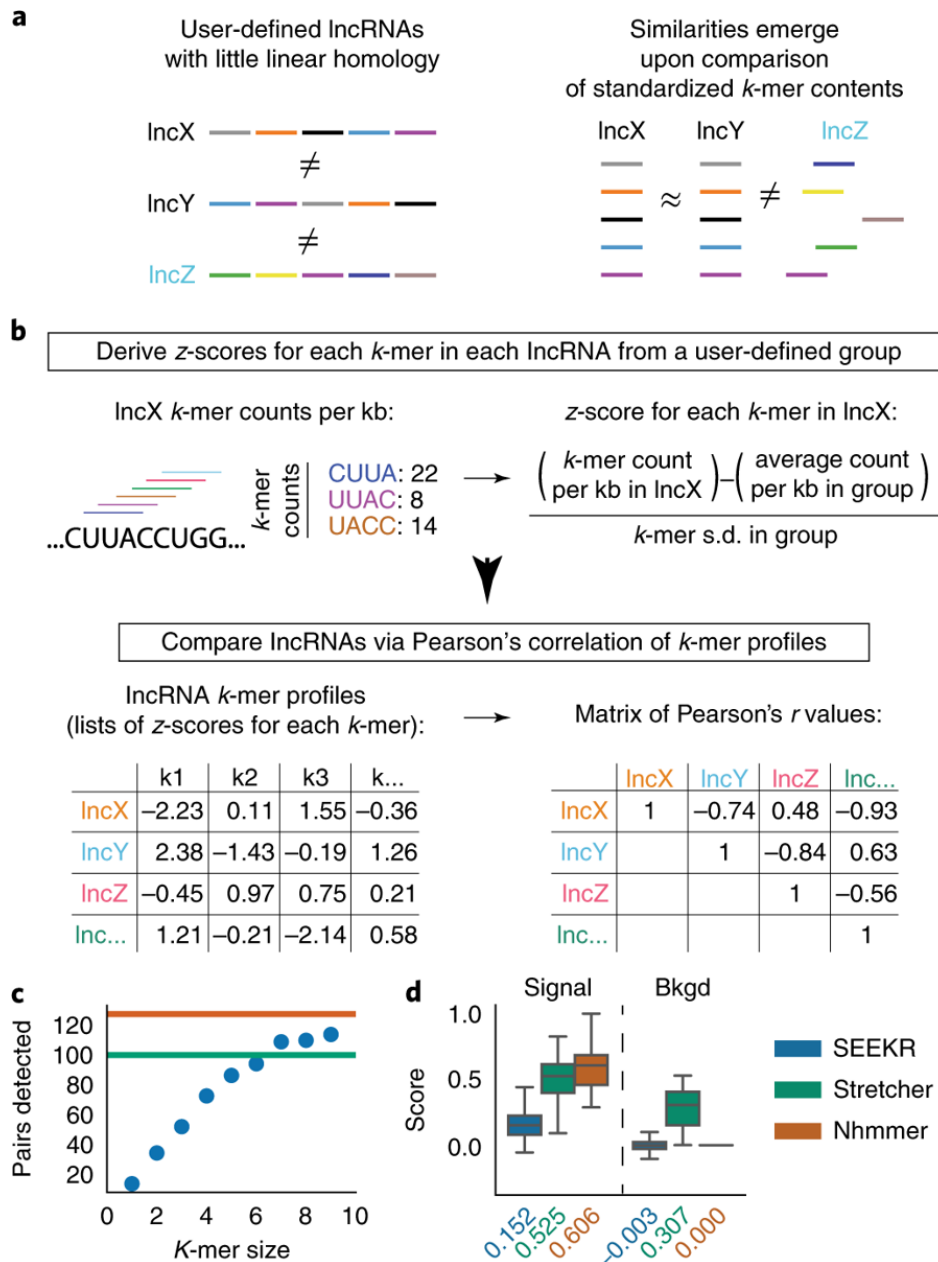 a
User-defined lncRNAs
with little linear homology
lncX
≠
lncY
≠
lncZ
Similarities emerge
upon comparison
of standardized k-mer contents
lncX lncY lncZ
≈ ≠
b
Derive z-scores for each k-mer in each lncRNA from a user-defined group
lncX k-mer counts per kb:
...CUUACCUGG...
k-mer
counts
CUUA: 22
UUAC: 8
UACC: 14
z-score for each k-mer in lncX:
(k-mer count
per kb in lncX)–(average count
per kb in group)
k-mer s.d. in group
Compare lncRNAs via Pearson's correlation of k-mer profiles
lncRNA k-mer profiles
(lists of z-scores for each k-mer):
k1 k2 k3 k...
lncX –2.23 0.11 1.55 –0.36
lncY 2.38 –1.43 –0.19 1.26
lncZ –0.45 0.97 0.75 0.21
lnc... 1.21 –0.21 –2.14 0.58
Matrix of Pearson's r values:
lncX lncY lncZ lnc...
lncX 1 –0.74 0.48 –0.93
lncY 1 –0.84 0.63
lncZ 1 –0.56
lnc... 1
c
Pairs detected
120
100
80
60
40
20
0 2 4 6 8 10
K-mer size
d
Signal Bkgd
Score
1.0
0.5
0.0
0.152 0.525 0.606 –0.003 0.307 0.000
SEEKR
Stretcher
Nhmmer